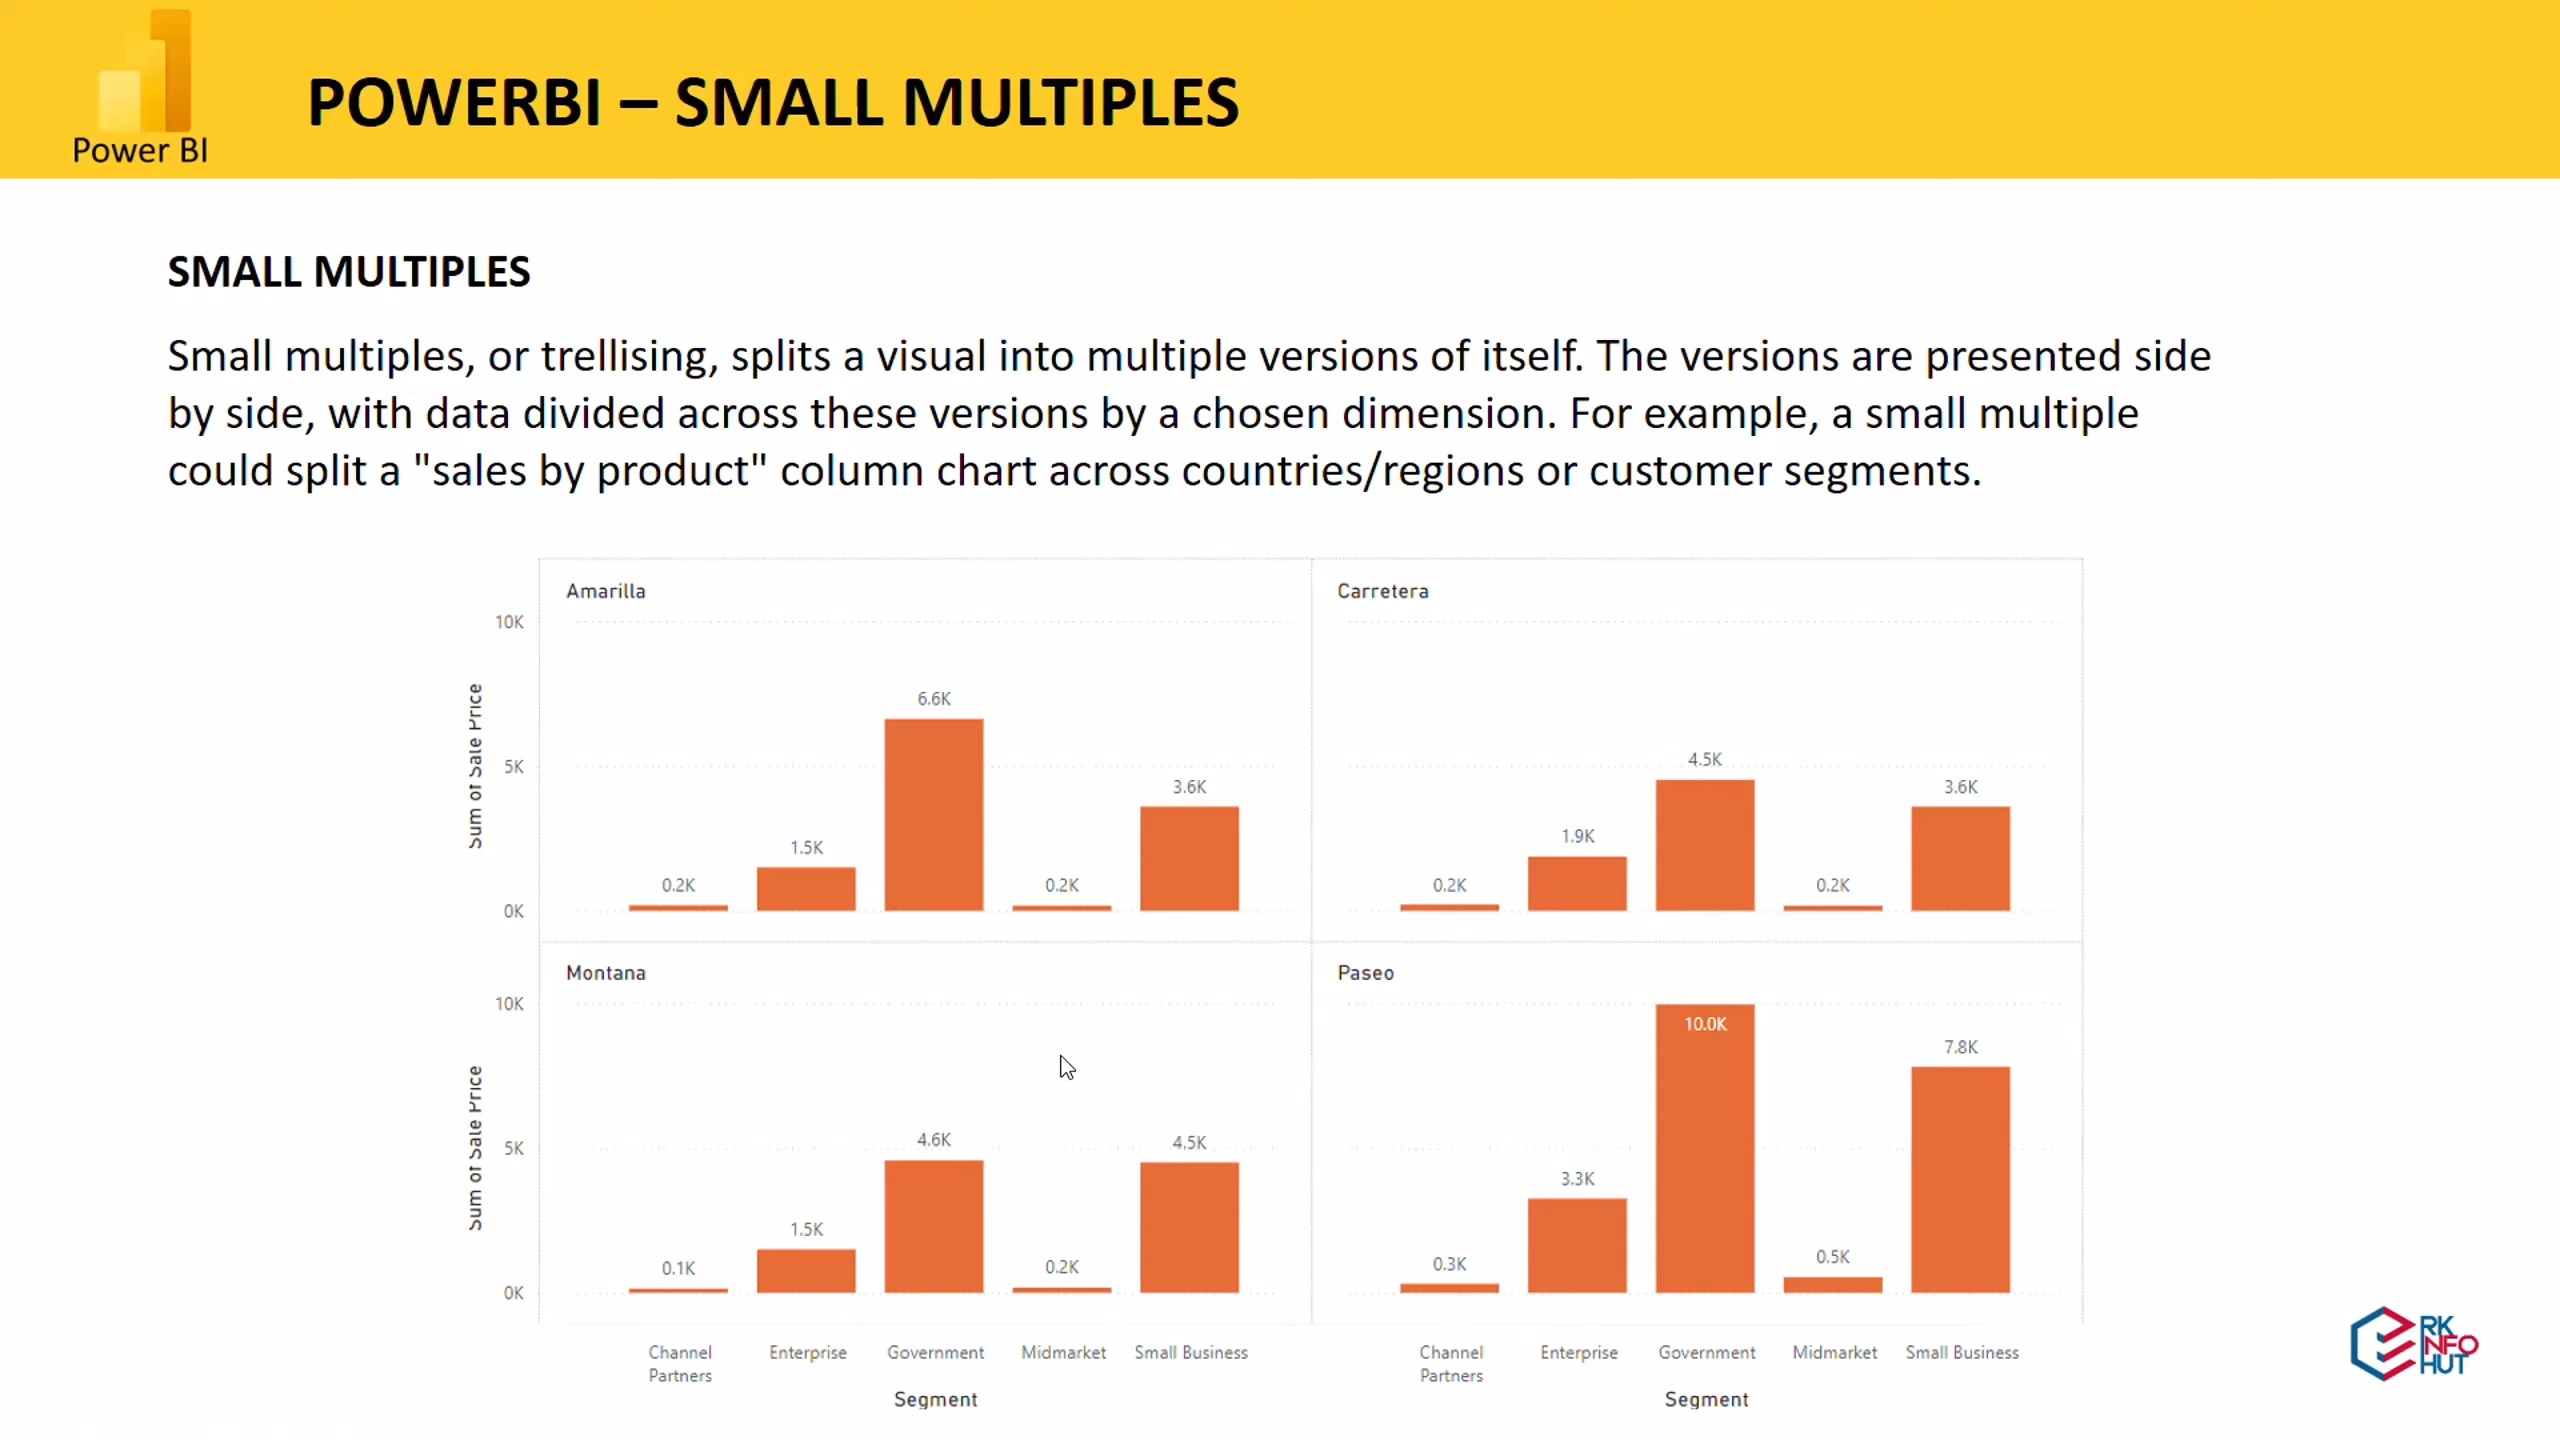 Power BI
POWERBI – SMALL MULTIPLES
SMALL MULTIPLES
Small multiples, or trellising, splits a visual into multiple versions of itself. The versions are presented side
by side, with data divided across these versions by a chosen dimension. For example, a small multiple
could split a "sales by product" column chart across countries/regions or customer segments.
Amarilla
Sum of Sale Price
10K
5K
0K
0.2K
1.5K
6.6K
0.2K
3.6K
Carretera
0.2K
1.9K
4.5K
0.2K
3.6K
Montana
Sum of Sale Price
10K
5K
0K
0.1K
1.5K
4.6K
0.2K
4.5K
Paseo
0.3K
3.3K
10.0K
0.5K
7.8K
Channel
Partners
Enterprise
Government
Midmarket
Small Business
Segment
Channel
Partners
Enterprise
Government
Midmarket
Small Business
Segment
RK
INFO
HUT